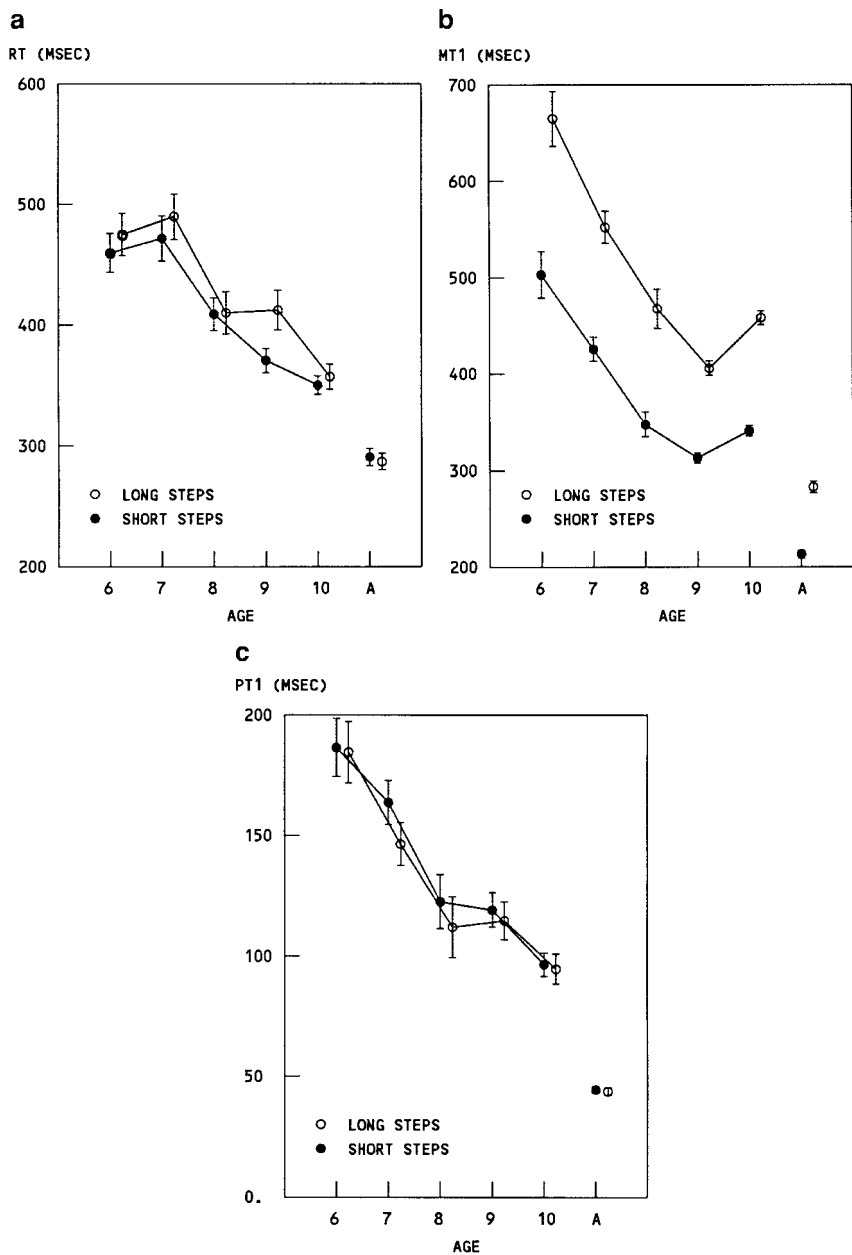 a
RT (MSEC)
600
500
400
300
200
LONG STEPS
SHORT STEPS
6 7 8 9 10 A
AGE
b
MT1 (MSEC)
700
600
500
400
300
200
LONG STEPS
SHORT STEPS
6 7 8 9 10 A
AGE
c
PT1 (MSEC)
200
150
100
50
0.
LONG STEPS
SHORT STEPS
6 7 8 9 10 A
AGE